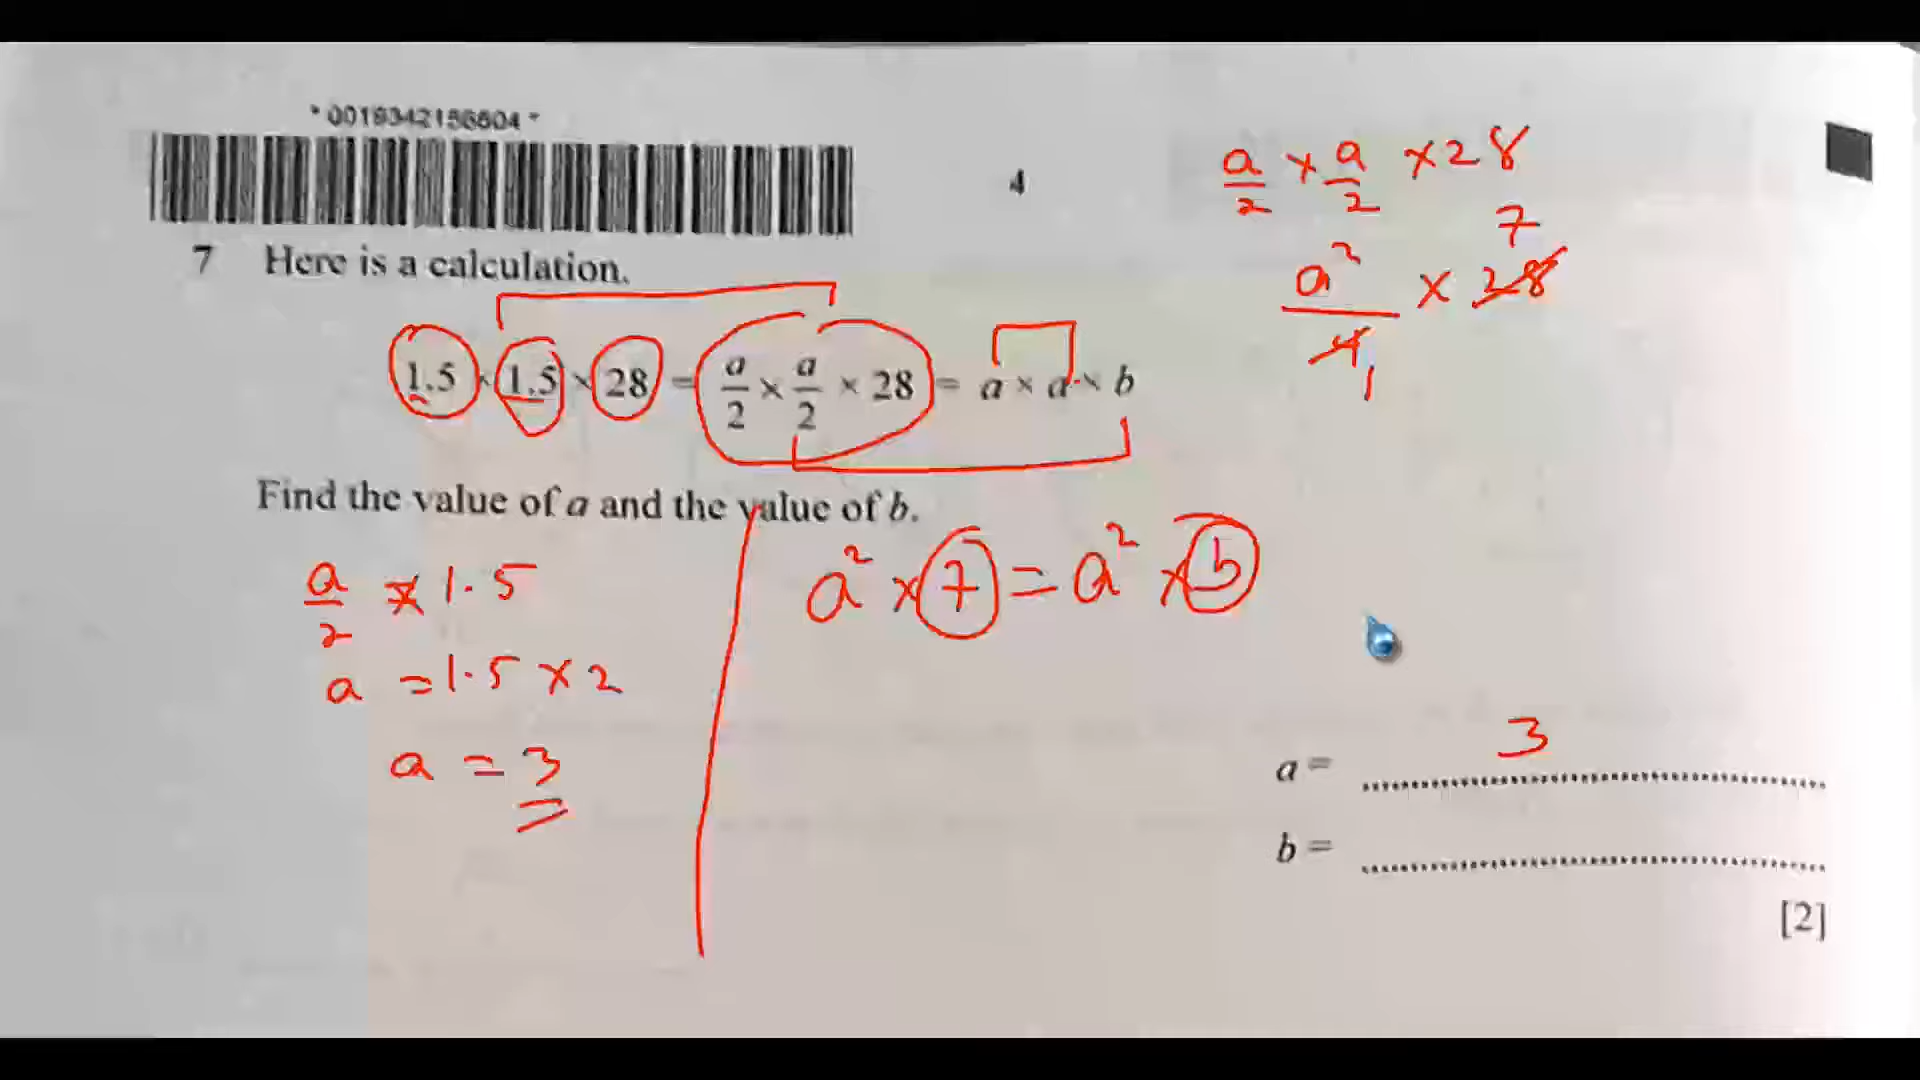 * 0019342156604 *
4
7 Here is a calculation.
1.5 × 1.5 × 28 = a/2 × a/2 × 28 = a × a × b
Find the value of a and the value of b.
a/2 × a/2 × 28
a²/4 × 28
7
1
a/2 = 1.5
a = 1.5 × 2
a = 3
a² × 7 = a² × b
a = 3
b =
[2]